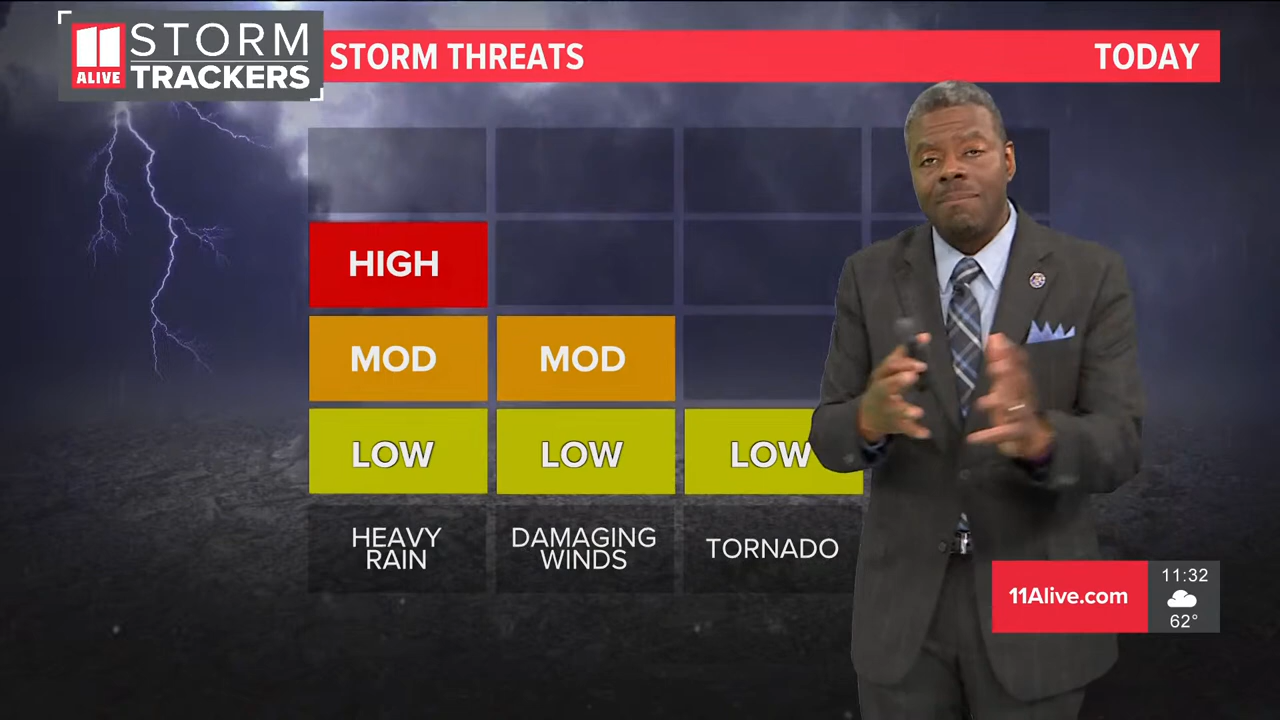 11
ALIVE
STORM
TRACKERS
STORM THREATS
TODAY
HIGH
MOD
MOD
LOW
LOW
LOW
HEAVY
RAIN
DAMAGING
WINDS
TORNADO
11Alive.com
11:32
62°